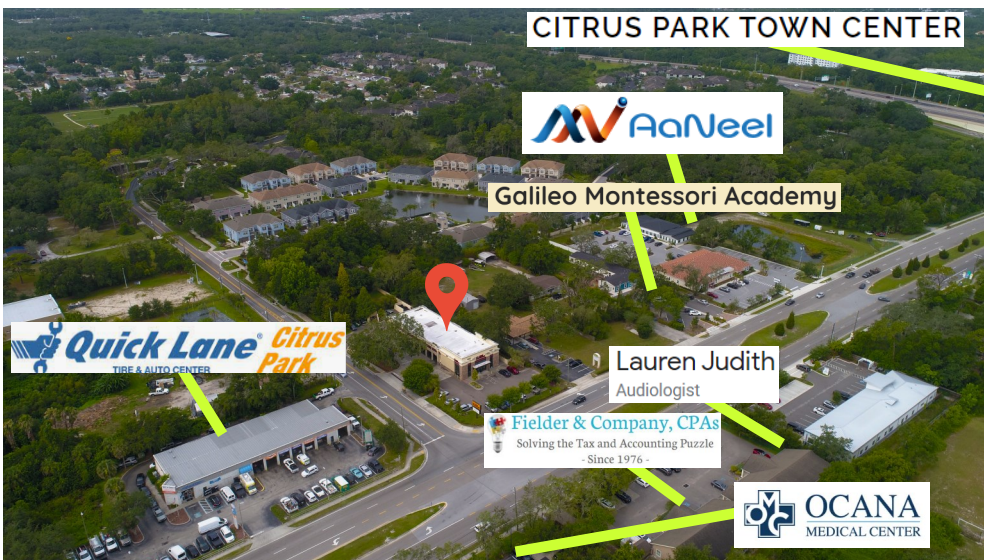 CITRUS PARK TOWN CENTER
AaNeel
Galileo Montessori Academy
Quick Lane® Citrus Park
TIRE & AUTO CENTER
Lauren Judith
Audiologist
Fielder & Company, CPAs
Solving the Tax and Accounting Puzzle
- Since 1976 -
OMC
OCANA
MEDICAL CENTER